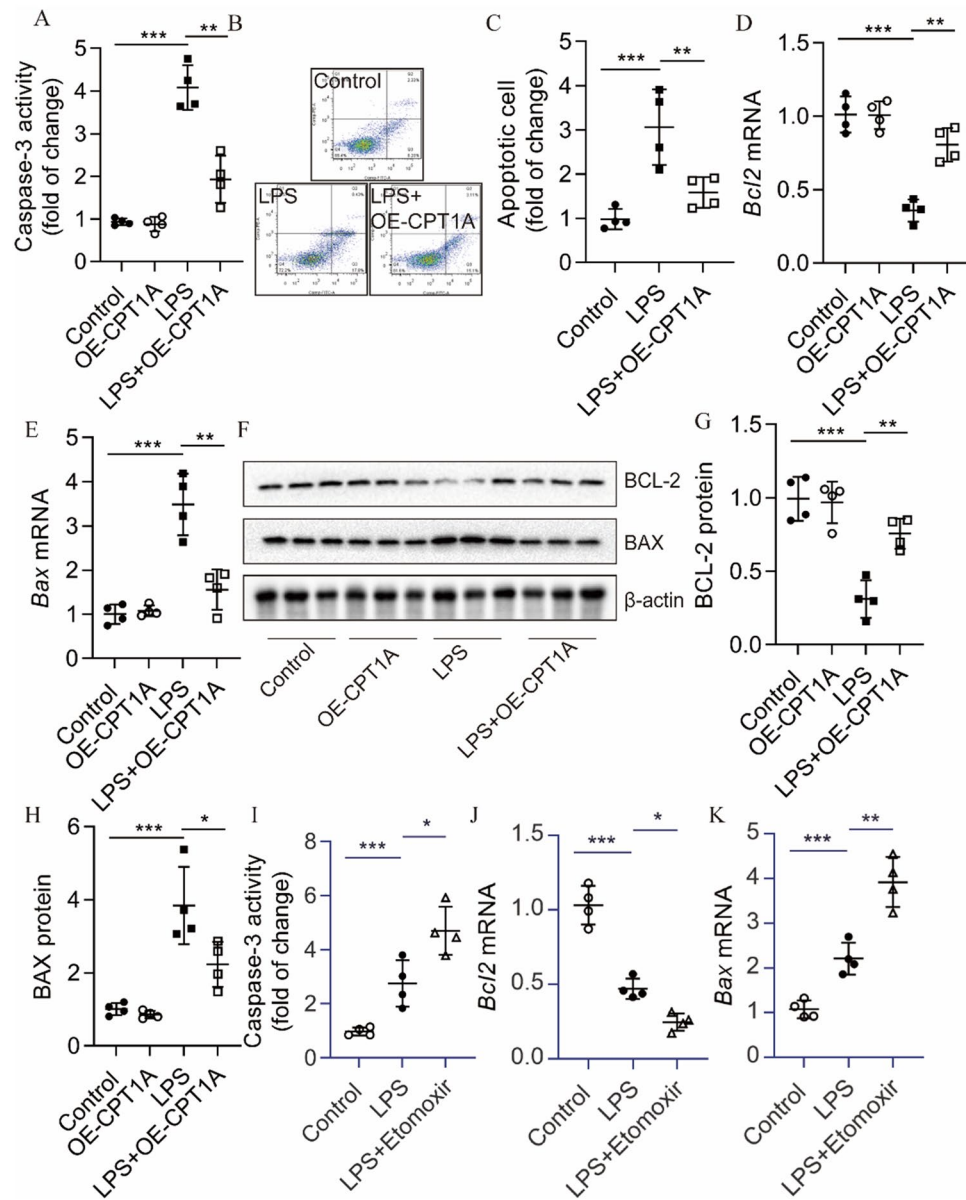 A
Caspase-3 activity
(fold of change)
5
4
3
2
1
0
***
**
Control
OE-CPT1A
LPS
LPS+OE-CPT1A
B
Control
LPS
LPS+
OE-CPT1A
C
Apoptotic cell
(fold of change)
5
4
3
2
1
0
***
**
Control
LPS
LPS+OE-CPT1A
D
Bcl2 mRNA
1.5
1.0
0.5
0.0
***
**
Control
OE-CPT1A
LPS
LPS+OE-CPT1A
E
Bax mRNA
5
4
3
2
1
0
***
**
Control
OE-CPT1A
LPS
LPS+OE-CPT1A
F
BCL-2
BAX
β-actin
Control
OE-CPT1A
LPS
LPS+OE-CPT1A
G
BCL-2 protein
1.5
1.0
0.5
0.0
***
**
Control
OE-CPT1A
LPS
LPS+OE-CPT1A
H
BAX protein
6
4
2
0
***
*
Control
OE-CPT1A
LPS
LPS+OE-CPT1A
I
Caspase-3 activity
(fold of change)
8
6
4
2
0
***
*
Control
LPS
LPS+Etomoxir
J
Bcl2 mRNA
1.5
1.0
0.5
0.0
***
*
Control
LPS
LPS+Etomoxir
K
Bax mRNA
5
4
3
2
1
0
***
**
Control
LPS
LPS+Etomoxir